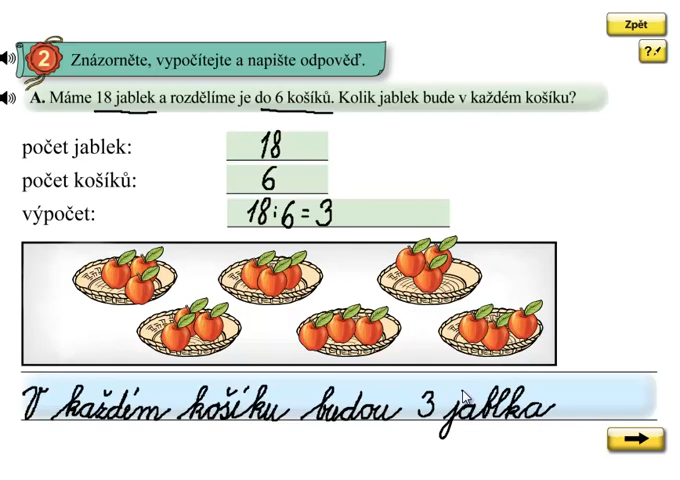 Zpět
?
2 Znázorněte, vypočítejte a napište odpověď.
A. Máme 18 jablek a rozdělíme je do 6 košíků. Kolik jablek bude v každém košíku?
počet jablek: 18
počet košíků: 6
výpočet: 18:6=3
V každém košíku budou 3 jablka